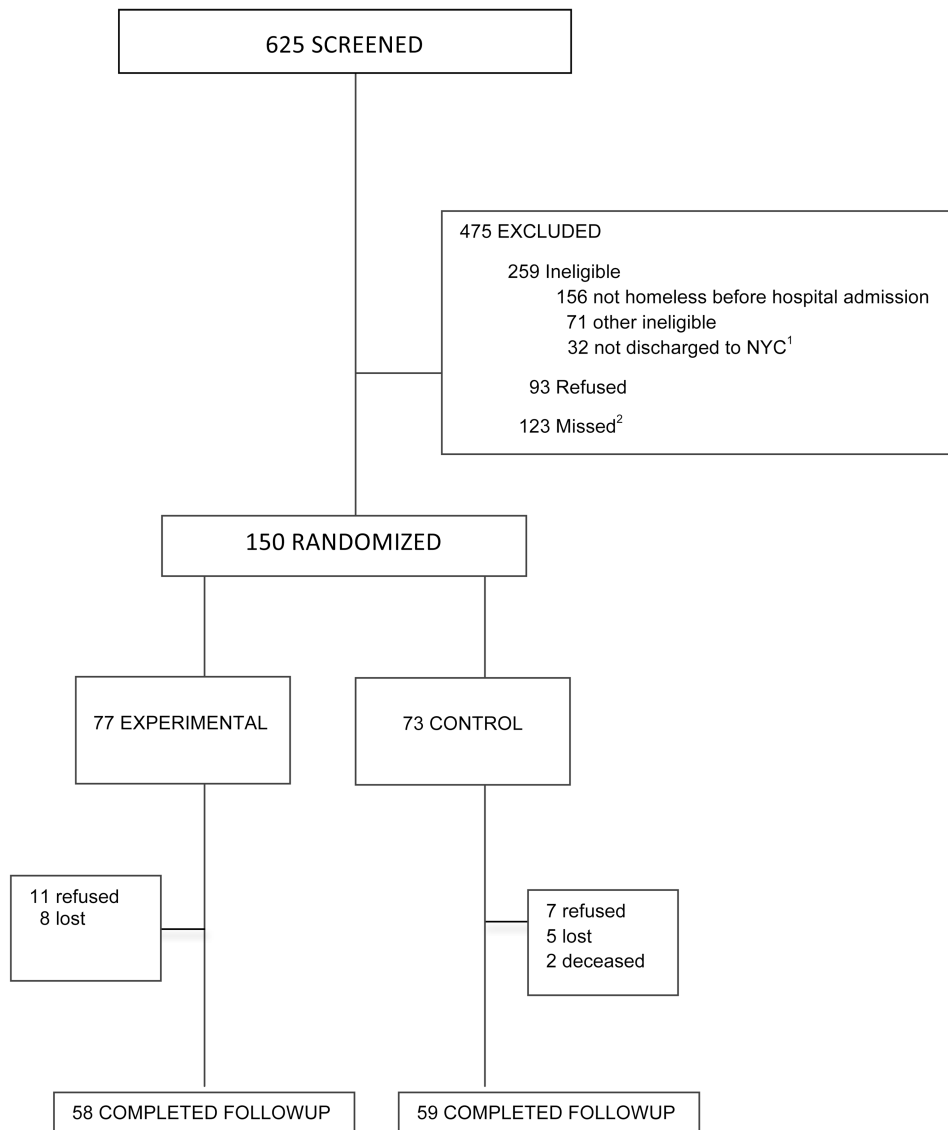 625 SCREENED
475 EXCLUDED
259 Ineligible
156 not homeless before hospital admission
71 other ineligible
32 not discharged to NYC¹
93 Refused
123 Missed²
150 RANDOMIZED
77 EXPERIMENTAL
73 CONTROL
11 refused
8 lost
7 refused
5 lost
2 deceased
58 COMPLETED FOLLOWUP
59 COMPLETED FOLLOWUP